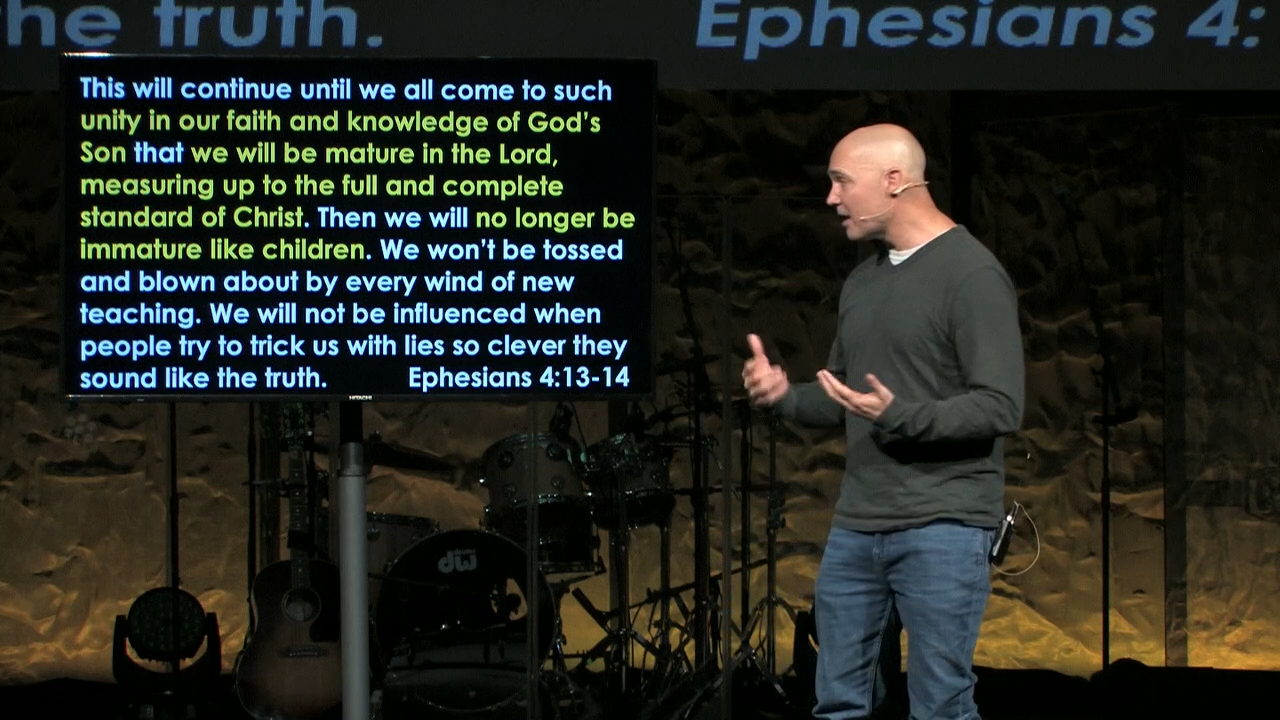 he truth.
Ephesians 4:
This will continue until we all come to such
unity in our faith and knowledge of God's
Son that we will be mature in the Lord,
measuring up to the full and complete
standard of Christ. Then we will no longer be
immature like children. We won't be tossed
and blown about by every wind of new
teaching. We will not be influenced when
people try to trick us with lies so clever they
sound like the truth. Ephesians 4:13-14
HITACHI
drums
dw